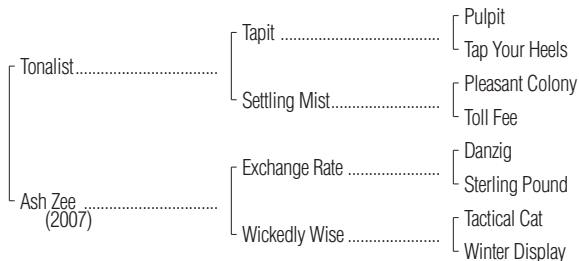 Pulpit
Tapit ..............................
Tap Your Heels
Tonalist...........................
Pleasant Colony
Settling Mist....................
Toll Fee
Danzig
Exchange Rate .................
Sterling Pound
Ash Zee .........................
(2007)
Tactical Cat
Wickedly Wise .................
Winter Display